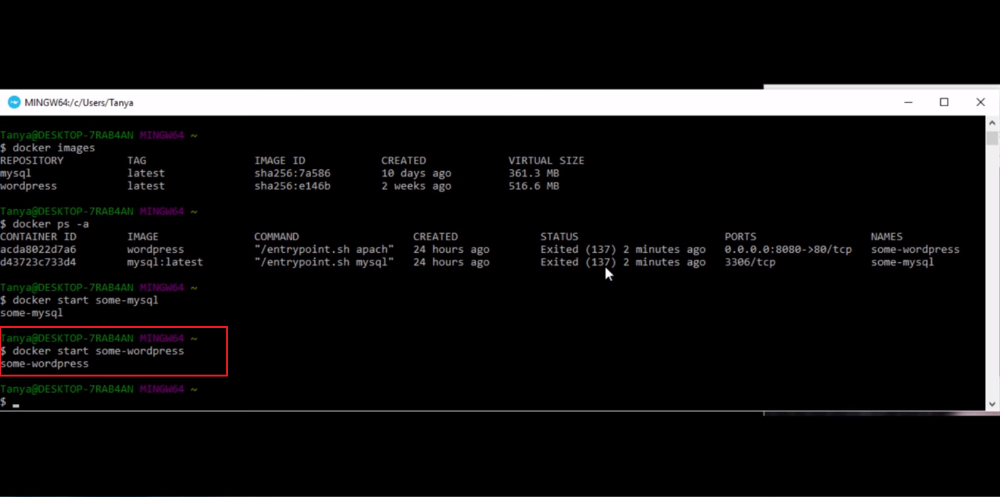 MINGW64:/c/Users/Tanya
Tanya@DESKTOP-7RAB4AN MINGW64 ~
$ docker images
REPOSITORY TAG IMAGE ID CREATED VIRTUAL SIZE
mysql latest sha256:7a586 10 days ago 361.3 MB
wordpress latest sha256:e146b 2 weeks ago 516.6 MB
Tanya@DESKTOP-7RAB4AN MINGW64 ~
$ docker ps -a
CONTAINER ID IMAGE COMMAND CREATED STATUS PORTS NAMES
acda8022d7a6 wordpress "/entrypoint.sh apach" 24 hours ago Exited (137) 2 minutes ago 0.0.0.0:8080->80/tcp some-wordpress
d43723c733d4 mysql:latest "/entrypoint.sh mysql" 24 hours ago Exited (137) 2 minutes ago 3306/tcp some-mysql
Tanya@DESKTOP-7RAB4AN MINGW64 ~
$ docker start some-mysql
some-mysql
Tanya@DESKTOP-7RAB4AN MINGW64 ~
$ docker start some-wordpress
some-wordpress
Tanya@DESKTOP-7RAB4AN MINGW64 ~
$